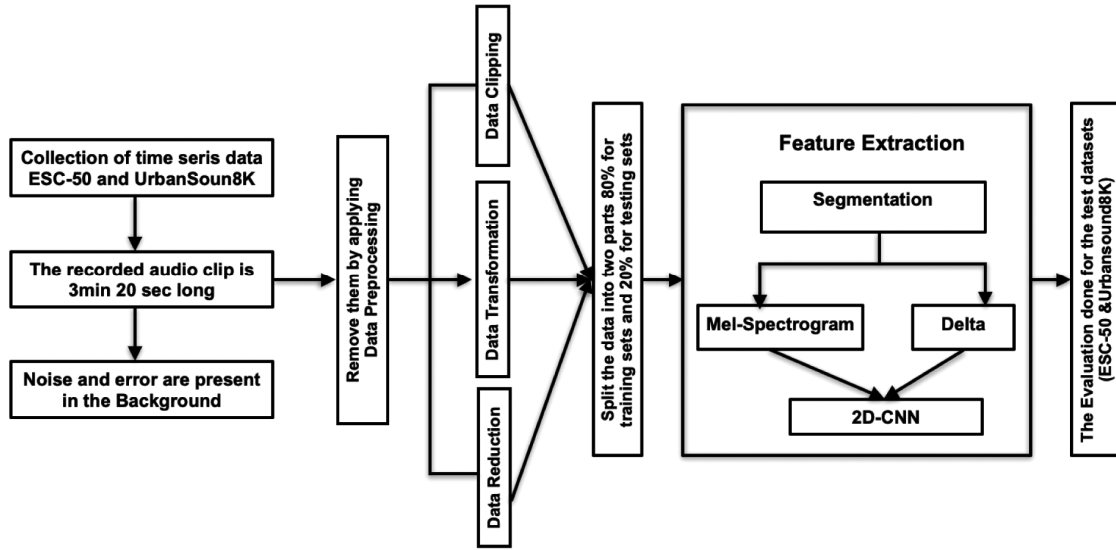 Collection of time seris data
ESC-50 and UrbanSoun8K
The recorded audio clip is
3min 20 sec long
Noise and error are present
in the Background
Remove them by applying
Data Preprocessing
Data Clipping
Data Transformation
Data Reduction
Split the data into two parts 80% for
training sets and 20% for testing sets
Feature Extraction
Segmentation
Mel-Spectrogram
Delta
2D-CNN
The Evaluation done for the test datasets
(ESC-50 &Urbansound8K)